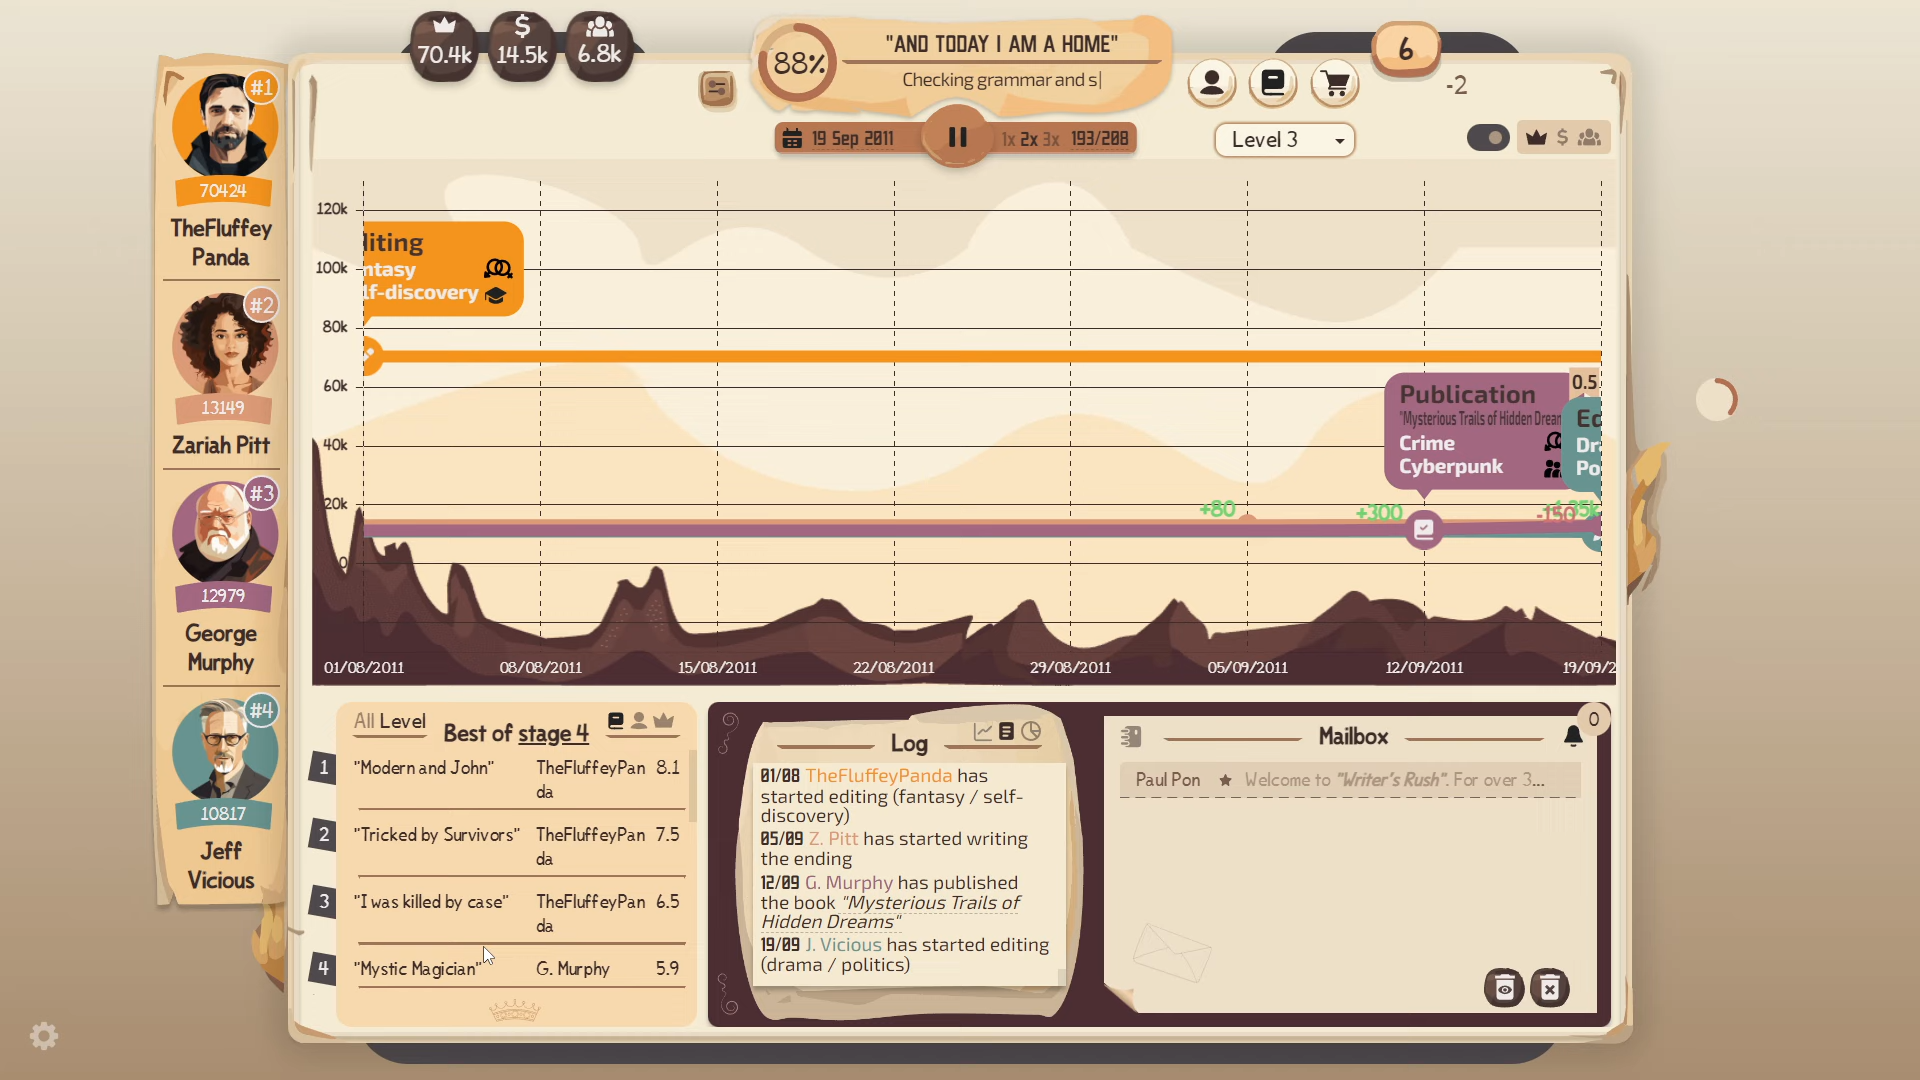 70.4k
14.5k
6.8k
88%
"AND TODAY I AM A HOME"
Checking grammar and s|
6
-2
19 Sep 2011
1x 2x 3x 193/208
Level 3
#1
70424
TheFluffey
Panda
#2
13149
Zariah Pitt
#3
12979
George
Murphy
#4
10817
Jeff
Vicious
120k
100k
80k
60k
40k
20k
0
liting
ntasy
lf-discovery
Publication
"Mysterious Trails of Hidden Dream
Crime
Cyberpunk
0.5
Ed
Dr
Po
+80
+300
-150
01/08/2011
08/08/2011
15/08/2011
22/08/2011
29/08/2011
05/09/2011
12/09/2011
19/09/2
All Level
Best of stage 4
1 "Modern and John" TheFluffeyPan 8.1
da
2 "Tricked by Survivors" TheFluffeyPan 7.5
da
3 "I was killed by case" TheFluffeyPan 6.5
da
4 "Mystic Magician" G. Murphy 5.9
Log
01/08 TheFluffeyPanda has
started editing (fantasy / self-
discovery)
05/09 Z. Pitt has started writing
the ending
12/09 G. Murphy has published
the book "Mysterious Trails of
Hidden Dreams"
19/09 J. Vicious has started editing
(drama / politics)
Mailbox
0
Paul Pon ★ Welcome to "Writer's Rush". For over 3...